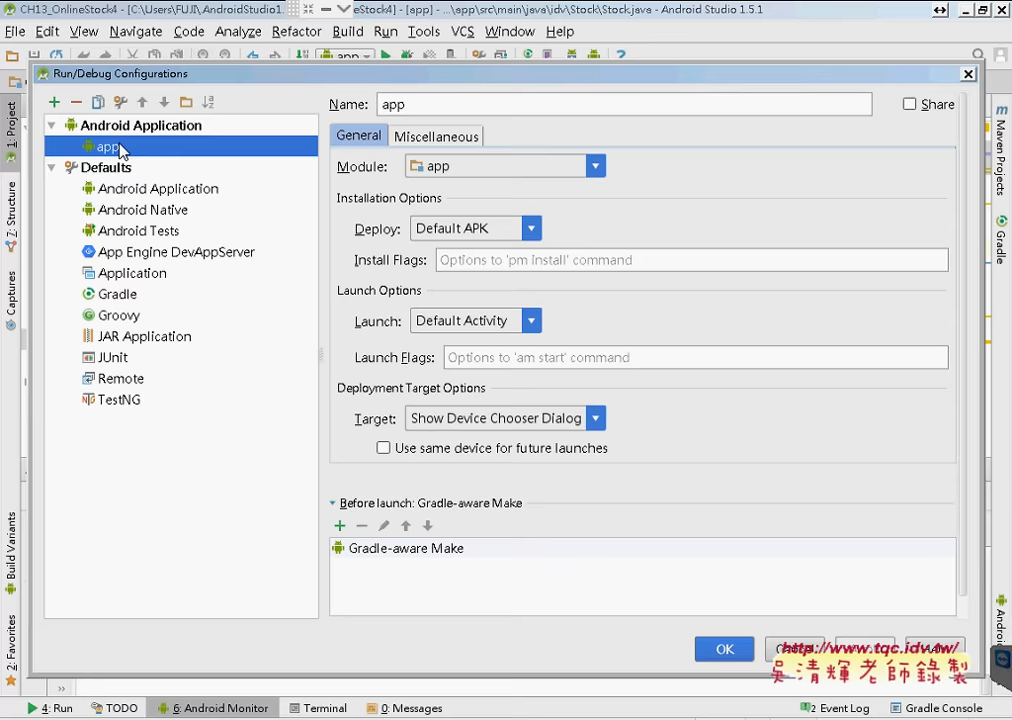 CH13_OnlineStock4 - [C:\Users\FUJI\.AndroidStudio1. Stock4] - [app] - ...\app\src\main\java\idv\Stock\Stock.java - Android Studio 1.5.1
File Edit View Navigate Code Analyze Refactor Build Run Tools VCS Window Help
app
Run/Debug Configurations
Name: app Share
Android Application
app
Defaults
Android Application
Android Native
Android Tests
App Engine DevAppServer
Application
Gradle
Groovy
JAR Application
JUnit
Remote
TestNG
General Miscellaneous
Module: app
Installation Options
Deploy: Default APK
Install Flags: Options to 'pm install' command
Launch Options
Launch: Default Activity
Launch Flags: Options to 'am start' command
Deployment Target Options
Target: Show Device Chooser Dialog
Use same device for future launches
Before launch: Gradle-aware Make
Gradle-aware Make
OK
http://www.tqc.idv.tw/
吳清輝老師錄製
1: Project
7: Structure
Captures
Build Variants
2: Favorites
Maven Projects
Gradle
4: Run TODO 6: Android Monitor Terminal 0: Messages 2 Event Log Gradle Console